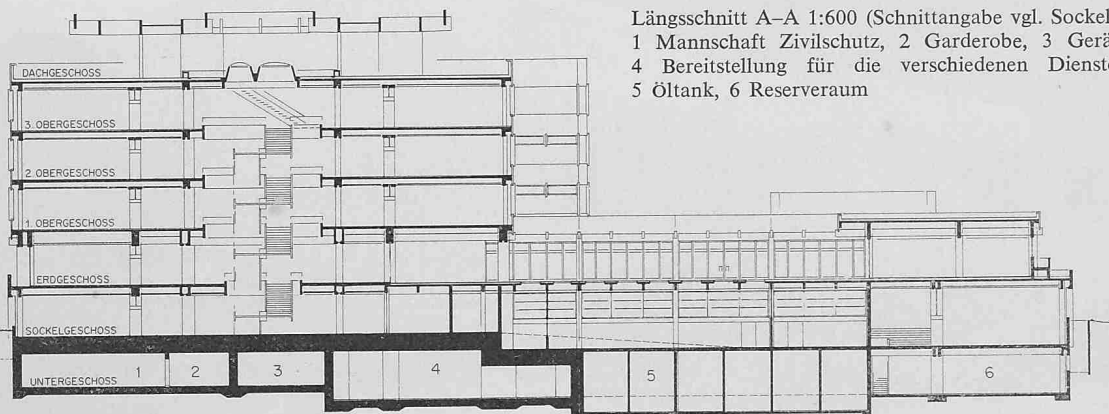 Längsschnitt A–A 1:600 (Schnittangabe vgl. Sockel
1 Mannschaft Zivilschutz, 2 Garderobe, 3 Gerä
4 Bereitstellung für die verschiedenen Dienst
5 Öltank, 6 Reserveraum
DACHGESCHOSS
3. OBERGESCHOSS
2. OBERGESCHOSS
1. OBERGESCHOSS
ERDGESCHOSS
SOCKELGESCHOSS
UNTERGESCHOSS 1 2 3 4 5 6